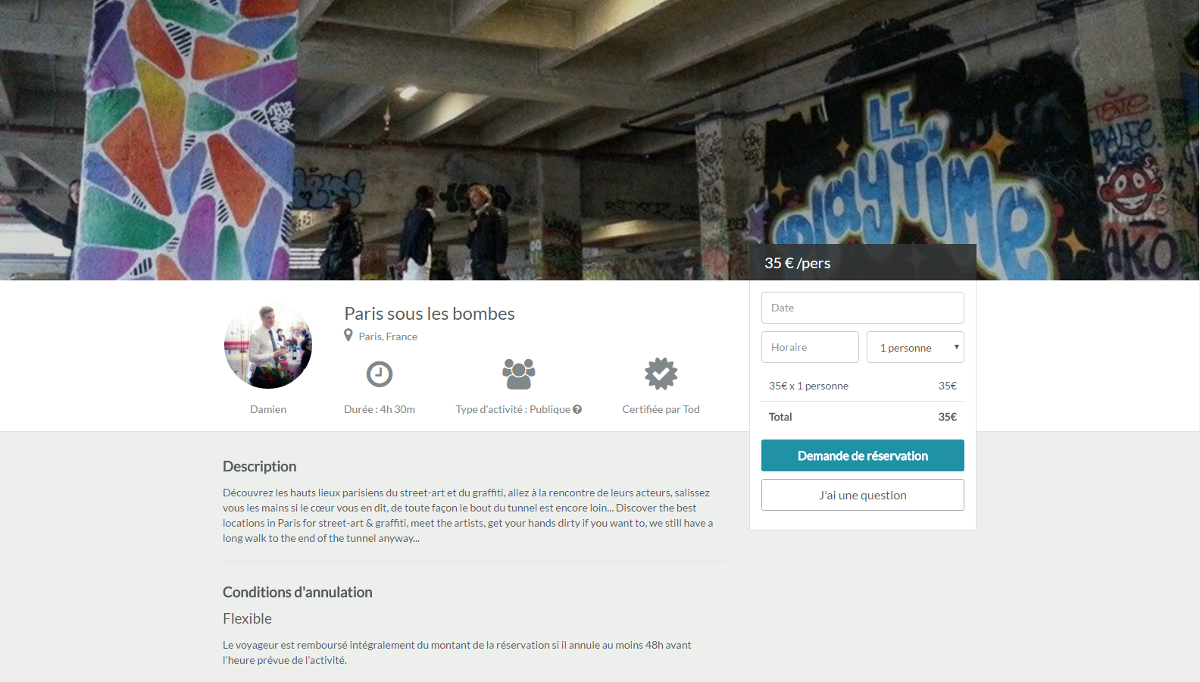 LE
PlayTime
TOTE
RALFE
AKO
35 € /pers
Date
Horaire
1 personne
35€ x 1 personne 35€
Total 35€
Demande de réservation
J'ai une question
Paris sous les bombes
Paris, France
Damien
Durée : 4h 30m
Type d'activité : Publique
Certifiée par Tod
Description
Découvrez les hauts lieux parisiens du street-art et du graffiti, allez à la rencontre de leurs acteurs, salissez
vous les mains si le cœur vous en dit, de toute façon le bout du tunnel est encore loin... Discover the best
locations in Paris for street-art & graffiti, meet the artists, get your hands dirty if you want to, we still have a
long walk to the end of the tunnel anyway...
Conditions d'annulation
Flexible
Le voyageur est remboursé intégralement du montant de la réservation si il annule au moins 48h avant
l'heure prévue de l'activité.